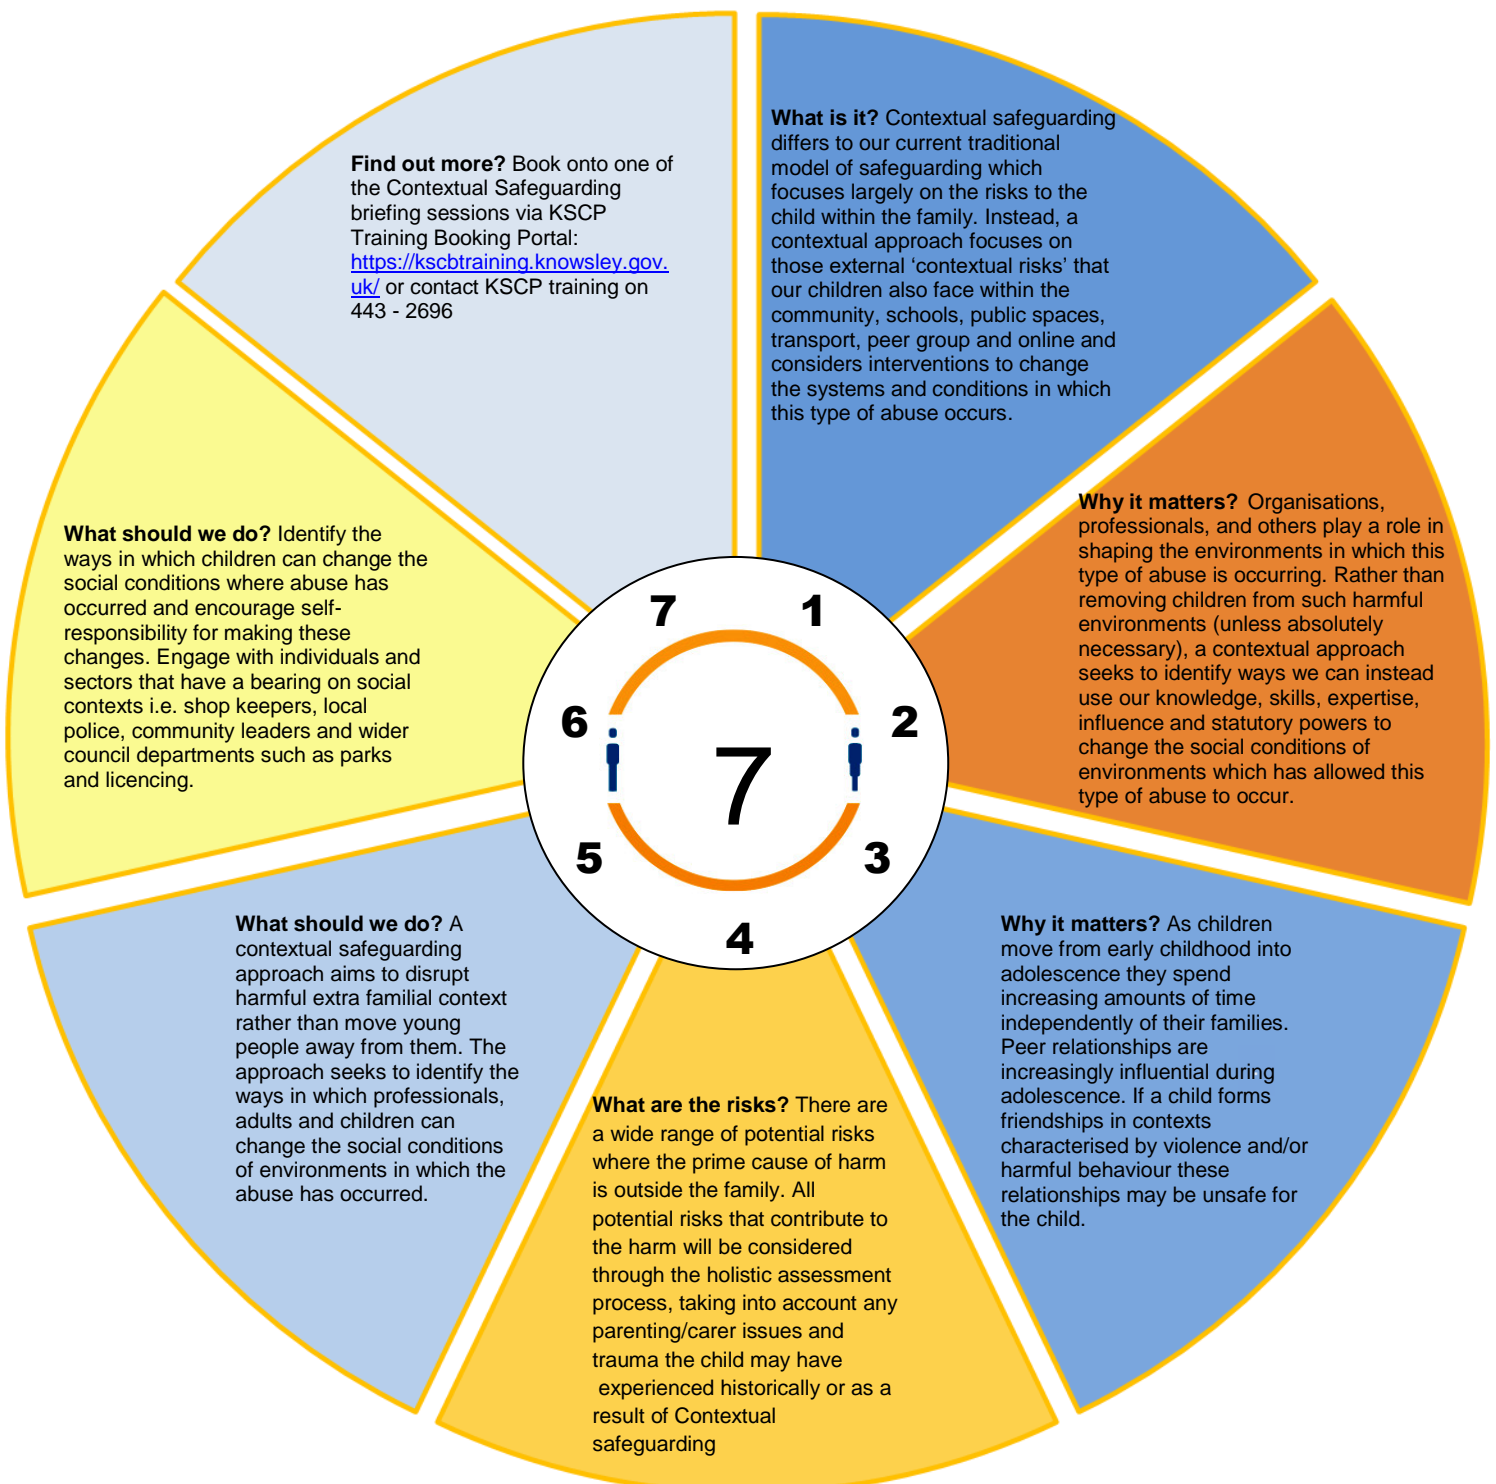 What is it? Contextual safeguarding
differs to our current traditional
model of safeguarding which
focuses largely on the risks to the
child within the family. Instead, a
contextual approach focuses on
those external ‘contextual risks’ that
our children also face within the
community, schools, public spaces,
transport, peer group and online and
considers interventions to change
the systems and conditions in which
this type of abuse occurs.
Why it matters? Organisations,
professionals, and others play a role in
shaping the environments in which this
type of abuse is occurring. Rather than
removing children from such harmful
environments (unless absolutely
necessary), a contextual approach
seeks to identify ways we can instead
use our knowledge, skills, expertise,
influence and statutory powers to
change the social conditions of
environments which has allowed this
type of abuse to occur.
Why it matters? As children
move from early childhood into
adolescence they spend
increasing amounts of time
independently of their families.
Peer relationships are
increasingly influential during
adolescence. If a child forms
friendships in contexts
characterised by violence and/or
harmful behaviour these
relationships may be unsafe for
the child.
What are the risks? There are
a wide range of potential risks
where the prime cause of harm
is outside the family. All
potential risks that contribute to
the harm will be considered
through the holistic assessment
process, taking into account any
parenting/carer issues and
trauma the child may have
experienced historically or as a
result of Contextual
safeguarding
What should we do? A
contextual safeguarding
approach aims to disrupt
harmful extra familial context
rather than move young
people away from them. The
approach seeks to identify the
ways in which professionals,
adults and children can
change the social conditions
of environments in which the
abuse has occurred.
What should we do? Identify the
ways in which children can change the
social conditions where abuse has
occurred and encourage self-
responsibility for making these
changes. Engage with individuals and
sectors that have a bearing on social
contexts i.e. shop keepers, local
police, community leaders and wider
council departments such as parks
and licencing.
Find out more? Book onto one of
the Contextual Safeguarding
briefing sessions via KSCP
Training Booking Portal:
https://kscbtraining.knowsley.gov.
uk/ or contact KSCP training on
443 - 2696
1
2
3
4
5
6
7
7